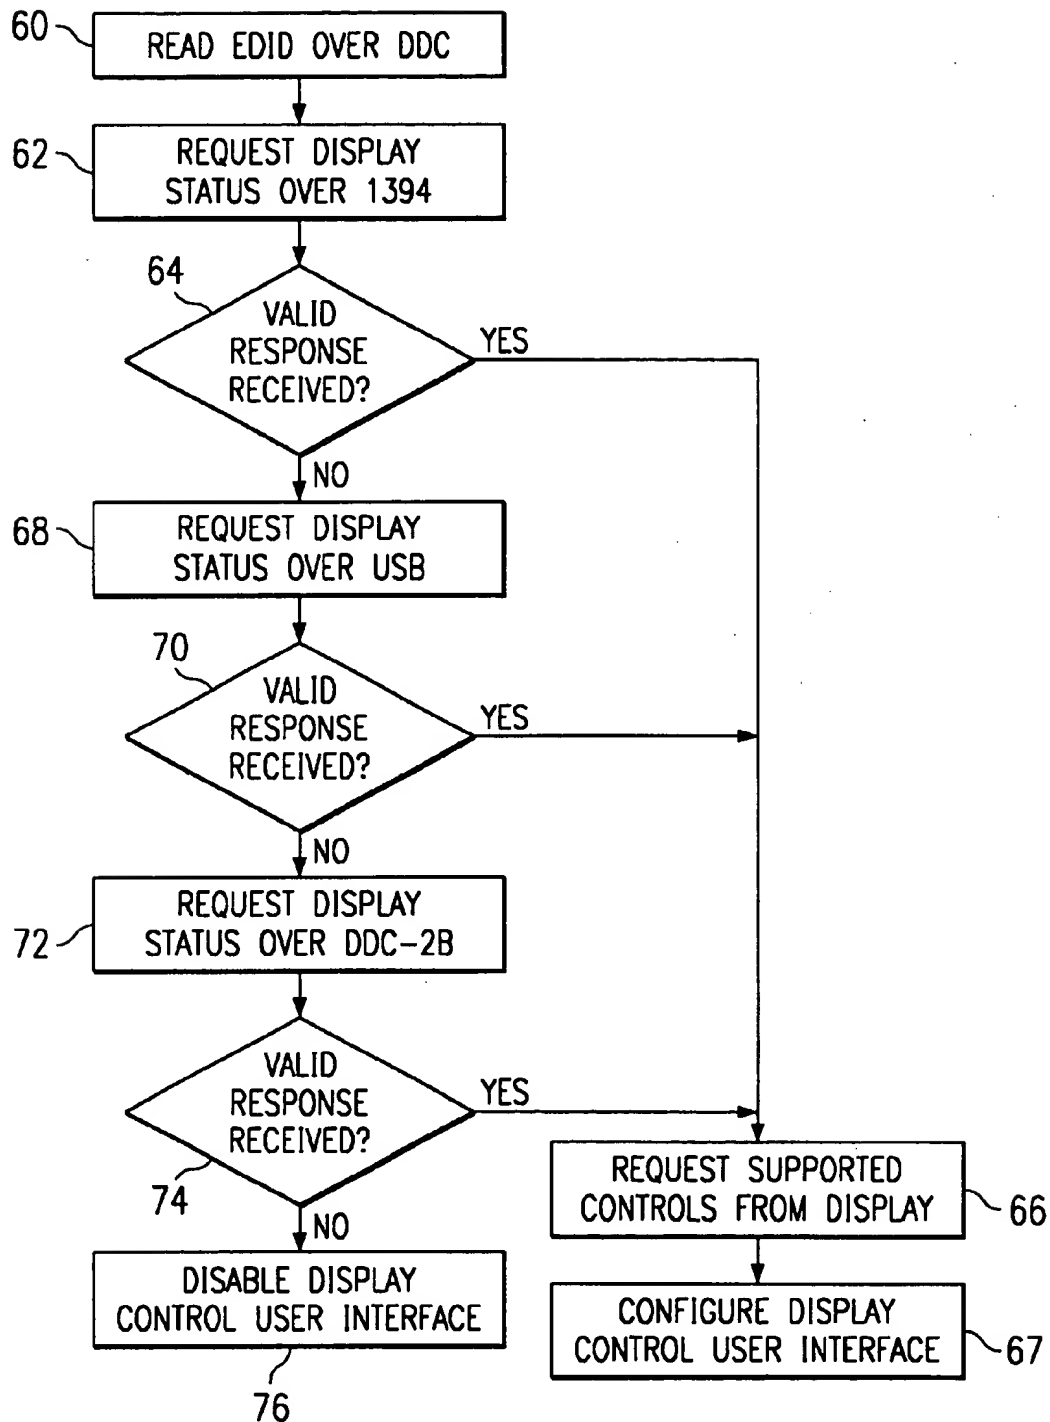 60
READ EDID OVER DDC
62
REQUEST DISPLAY
STATUS OVER 1394
64
VALID
RESPONSE
RECEIVED?
YES
NO
68
REQUEST DISPLAY
STATUS OVER USB
70
VALID
RESPONSE
RECEIVED?
YES
NO
72
REQUEST DISPLAY
STATUS OVER DDC-2B
VALID
RESPONSE
RECEIVED?
YES
74
NO
REQUEST SUPPORTED
CONTROLS FROM DISPLAY
66
DISABLE DISPLAY
CONTROL USER INTERFACE
76
CONFIGURE DISPLAY
CONTROL USER INTERFACE
67